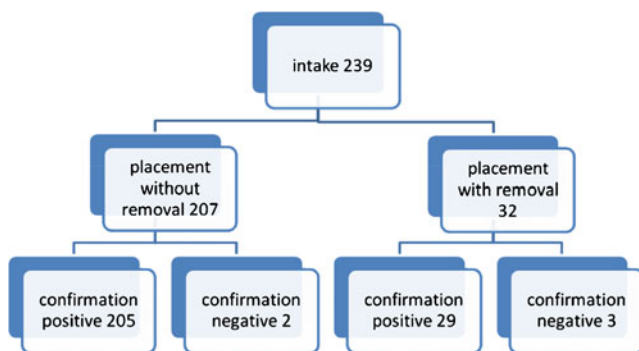 intake 239
placement
without
removal 207
placement
with removal
32
confirmation
positive 205
confirmation
negative 2
confirmation
positive 29
confirmation
negative 3